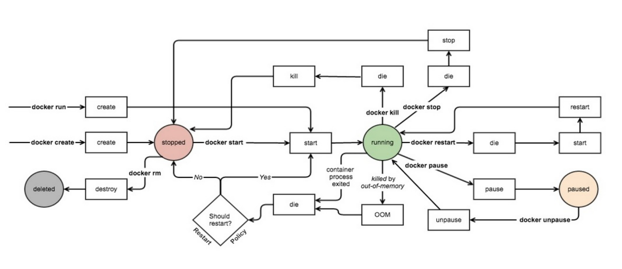 stop
kill
die
die
docker kill
docker stop
docker run
create
restart
docker create
create
stopped
docker start
start
running
docker restart
die
start
docker rm
docker pause
deleted
destroy
No
Yes
container
process
exited
killed by
out-of-memory
pause
paused
Should
restart?
Restart
Policy
die
OOM
unpause
docker unpause